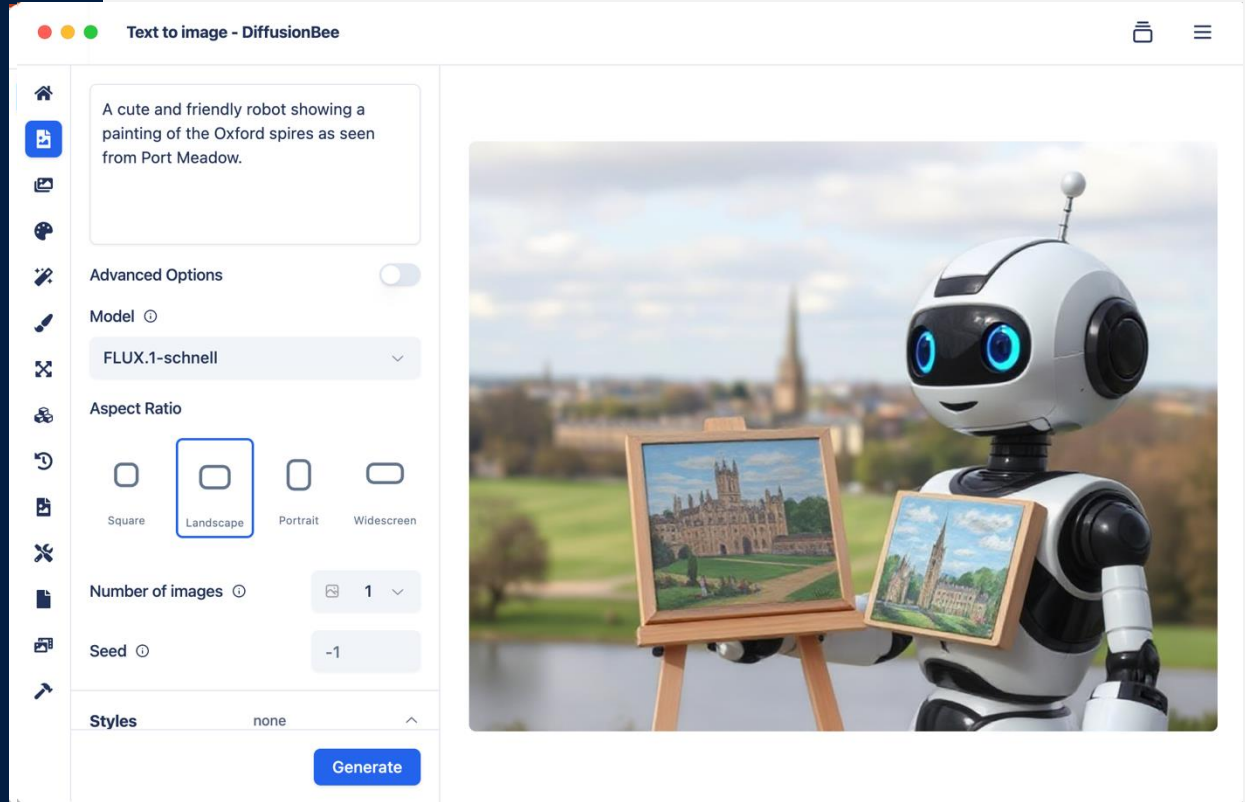 Text to image - DiffusionBee
A cute and friendly robot showing a
painting of the Oxford spires as seen
from Port Meadow.
Advanced Options
Model
FLUX.1-schnell
Aspect Ratio
Square
Landscape
Portrait
Widescreen
Number of images
1
Seed
-1
Styles
none
Generate